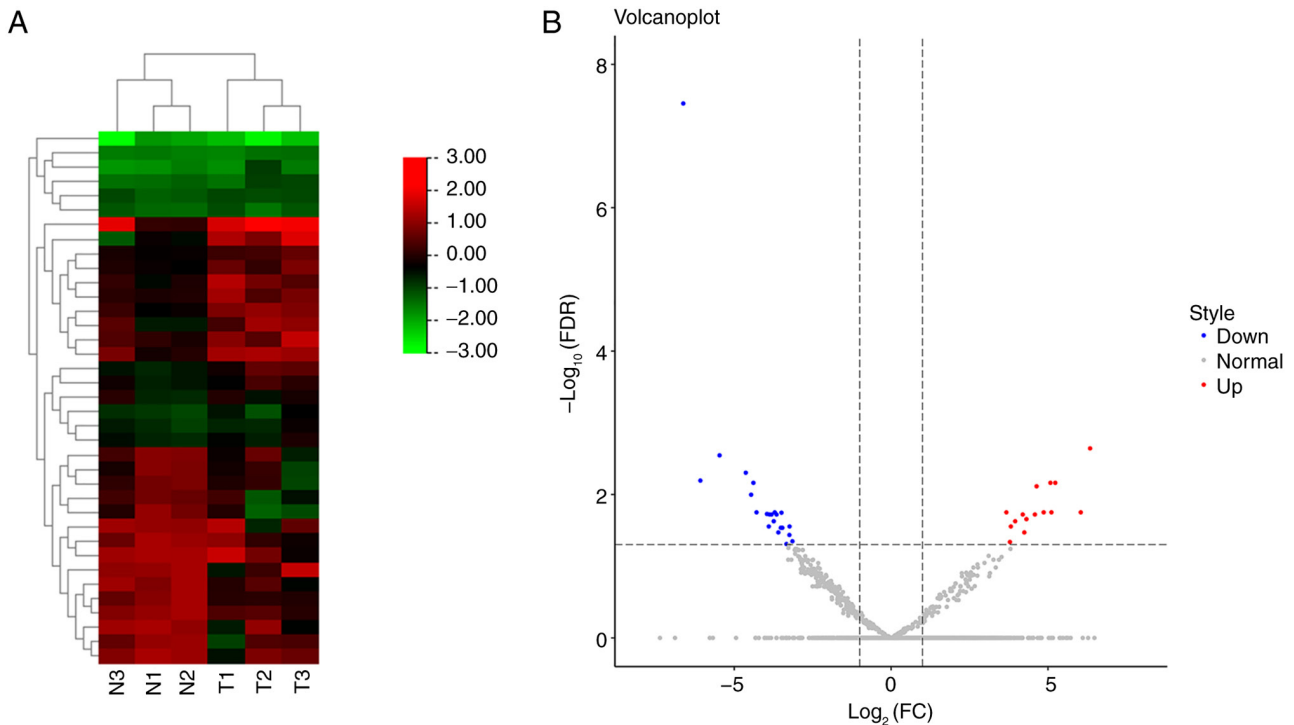 A
3.00
2.00
1.00
0.00
−1.00
−2.00
−3.00
N3 N1 N2 T1 T2 T3
B
Volcanoplot
−Log10 (FDR)
8
6
4
2
0
−5 0 5
Log2 (FC)
Style
Down
Normal
Up